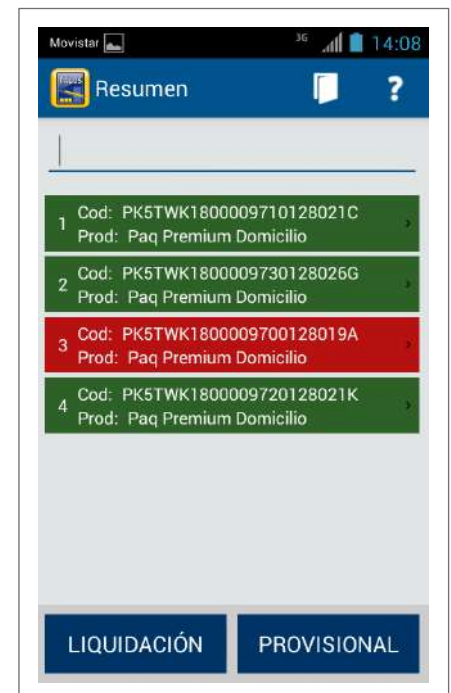 Movistar 3G 14:08
Resumen ?
1 Cod: PK5TWK1800009710128021C
Prod: Paq Premium Domicilio
2 Cod: PK5TWK1800009730128026G
Prod: Paq Premium Domicilio
3 Cod: PK5TWK1800009700128019A
Prod: Paq Premium Domicilio
4 Cod: PK5TWK1800009720128021K
Prod: Paq Premium Domicilio
LIQUIDACIÓN PROVISIONAL